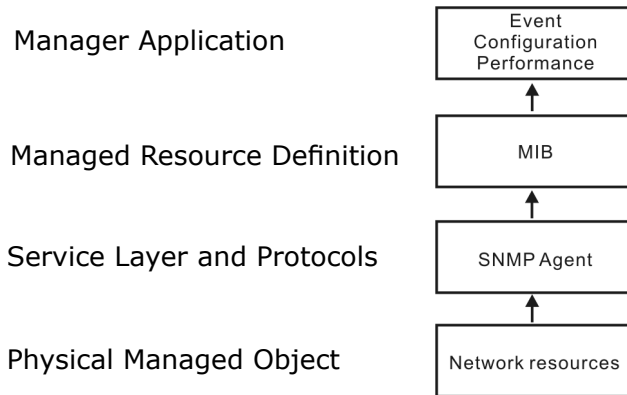 Manager Application
Event
Configuration
Performance
Managed Resource Definition
MIB
Service Layer and Protocols
SNMP Agent
Physical Managed Object
Network resources